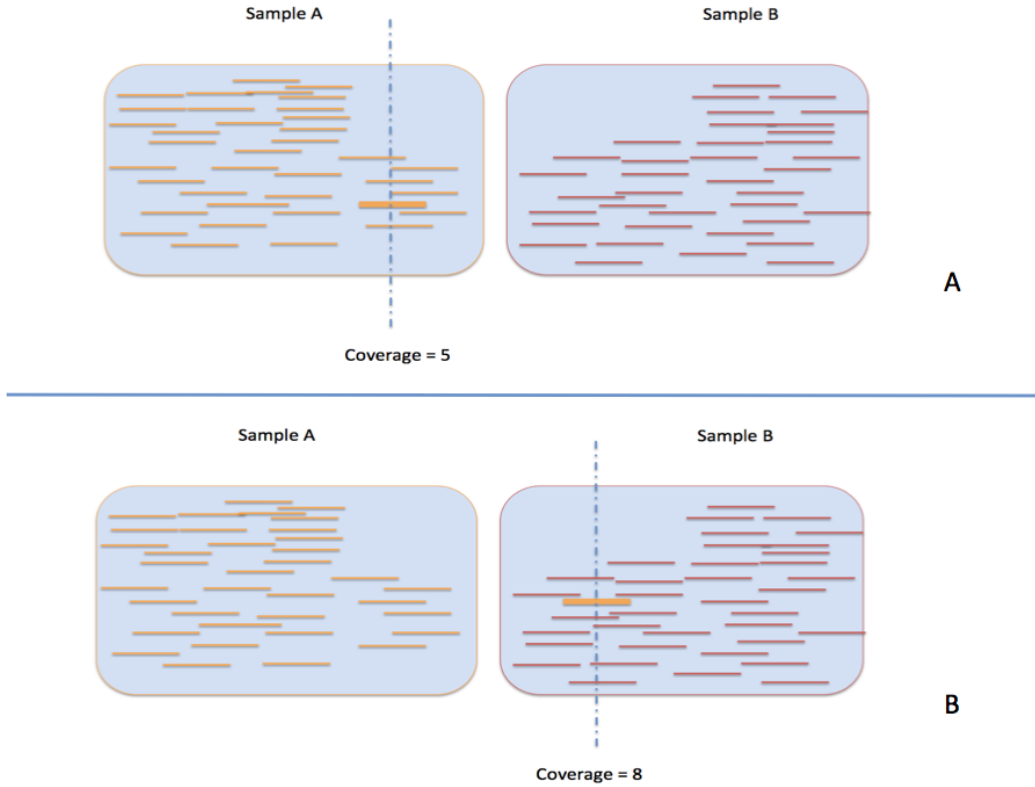 Sample A
Sample B
A
Coverage = 5
Sample A
Sample B
B
Coverage = 8